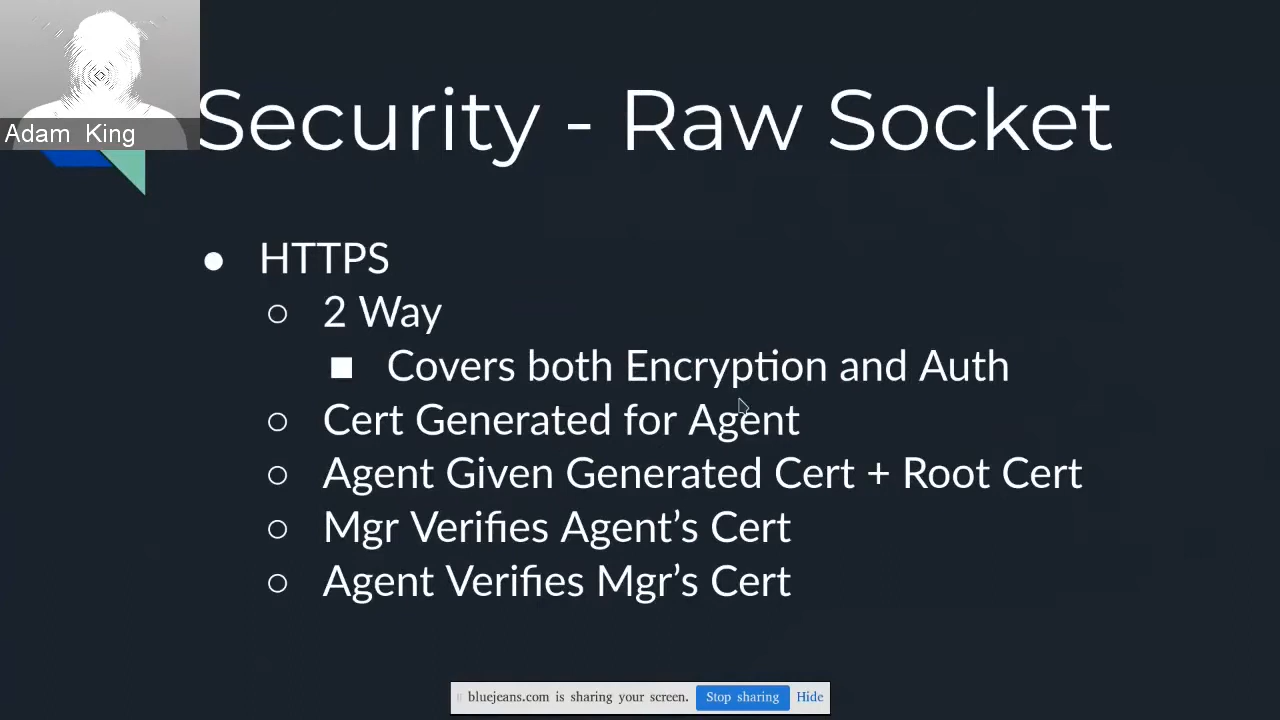 Adam King
Security - Raw Socket
● HTTPS
○ 2 Way
■ Covers both Encryption and Auth
○ Cert Generated for Agent
○ Agent Given Generated Cert + Root Cert
○ Mgr Verifies Agent’s Cert
○ Agent Verifies Mgr’s Cert
bluejeans.com is sharing your screen. Stop sharing Hide